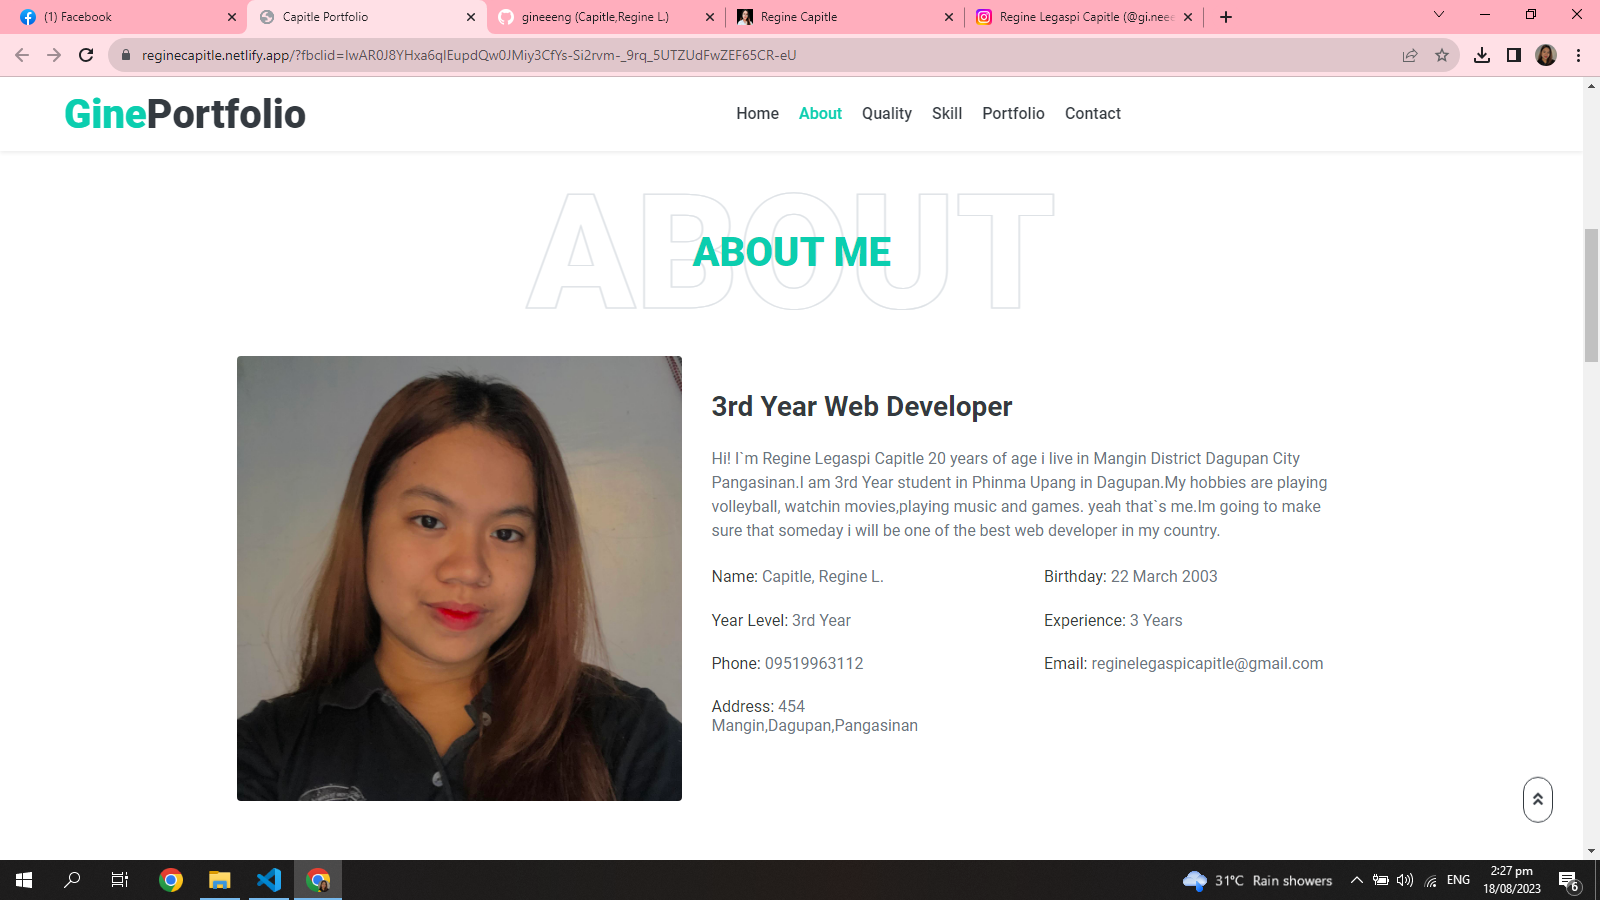 (1) Facebook
Capitle Portfolio
gineeeng (Capitle,Regine L.)
Regine Capitle
Regine Legaspi Capitle (@gi.neee
reginecapitle.netlify.app/?fbclid=IwAR0J8YHxa6qlEupdQw0JMiy3CfYs-Si2rvm-_9rq_5UTZUdFwZEF65CR-eU
GinePortfolio
Home About Quality Skill Portfolio Contact
ABOUT
ABOUT ME
3rd Year Web Developer
Hi! I`m Regine Legaspi Capitle 20 years of age i live in Mangin District Dagupan City
Pangasinan.I am 3rd Year student in Phinma Upang in Dagupan.My hobbies are playing
volleyball, watchin movies,playing music and games. yeah that`s me.Im going to make
sure that someday i will be one of the best web developer in my country.
Name: Capitle, Regine L.
Birthday: 22 March 2003
Year Level: 3rd Year
Experience: 3 Years
Phone: 09519963112
Email: reginelegaspicapitle@gmail.com
Address: 454
Mangin,Dagupan,Pangasinan
31°C Rain showers
ENG
2:27 pm
18/08/2023
6